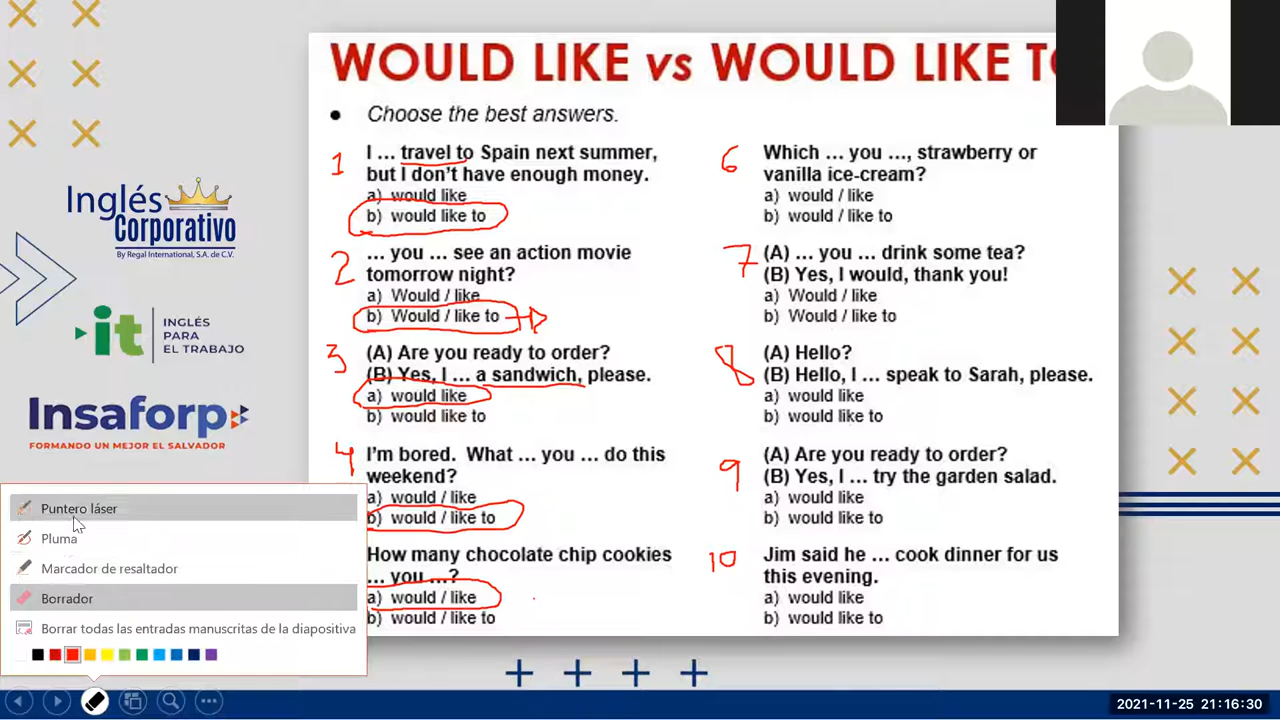 WOULD LIKE vs WOULD LIKE TO
● Choose the best answers.
1 I ... travel to Spain next summer,
but I don't have enough money.
a) would like
b) would like to
2 ... you ... see an action movie
tomorrow night?
a) Would / like
b) Would / like to
3 (A) Are you ready to order?
(B) Yes, I ... a sandwich, please.
a) would like
b) would like to
4 I'm bored. What ... you ... do this
weekend?
a) would / like
b) would / like to
How many chocolate chip cookies
... you ...?
a) would / like
b) would / like to
6 Which ... you ..., strawberry or
vanilla ice-cream?
a) would / like
b) would / like to
7 (A) ... you ... drink some tea?
(B) Yes, I would, thank you!
a) Would / like
b) Would / like to
8 (A) Hello?
(B) Hello, I ... speak to Sarah, please.
a) would like
b) would like to
9 (A) Are you ready to order?
(B) Yes, I ... try the garden salad.
a) would like
b) would like to
10 Jim said he ... cook dinner for us
this evening.
a) would like
b) would like to
Inglés
Corporativo
By Regal International, S.A. de C.V.
it
INGLÉS
PARA
EL TRABAJO
Insaforp
FORMANDO UN MEJOR EL SALVADOR
Puntero láser
Pluma
Marcador de resaltador
Borrador
Borrar todas las entradas manuscritas de la diapositiva
2021-11-25 21:16:30